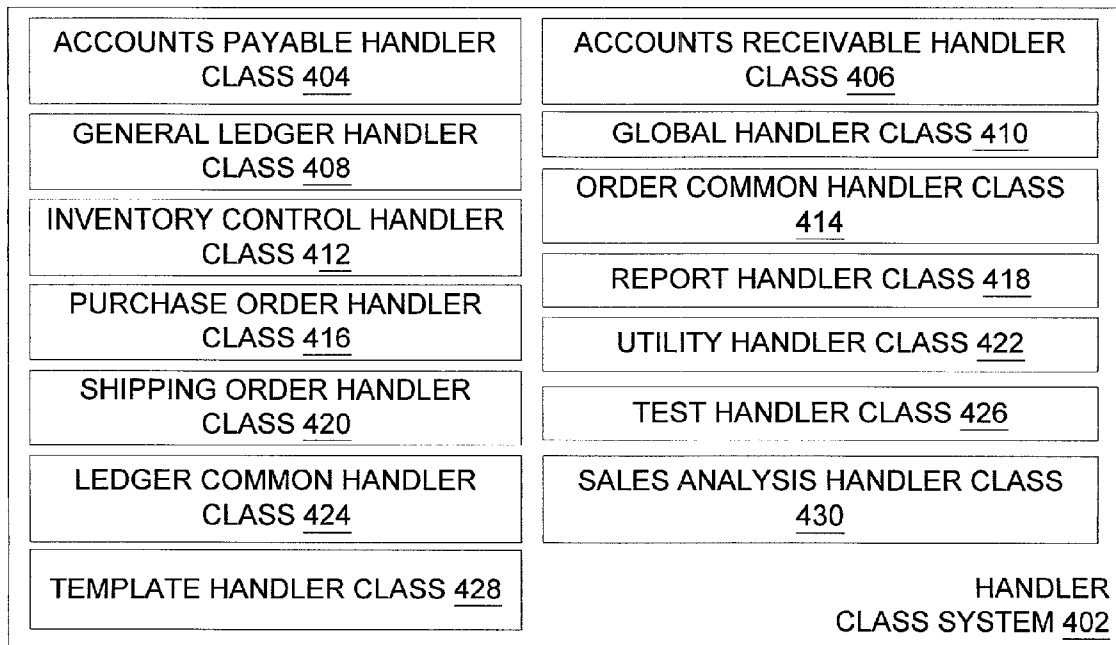 ACCOUNTS PAYABLE HANDLER
CLASS 404
ACCOUNTS RECEIVABLE HANDLER
CLASS 406
GENERAL LEDGER HANDLER
CLASS 408
GLOBAL HANDLER CLASS 410
INVENTORY CONTROL HANDLER
CLASS 412
ORDER COMMON HANDLER CLASS
414
PURCHASE ORDER HANDLER
CLASS 416
REPORT HANDLER CLASS 418
SHIPPING ORDER HANDLER
CLASS 420
UTILITY HANDLER CLASS 422
LEDGER COMMON HANDLER
CLASS 424
TEST HANDLER CLASS 426
TEMPLATE HANDLER CLASS 428
SALES ANALYSIS HANDLER CLASS
430
HANDLER
CLASS SYSTEM 402